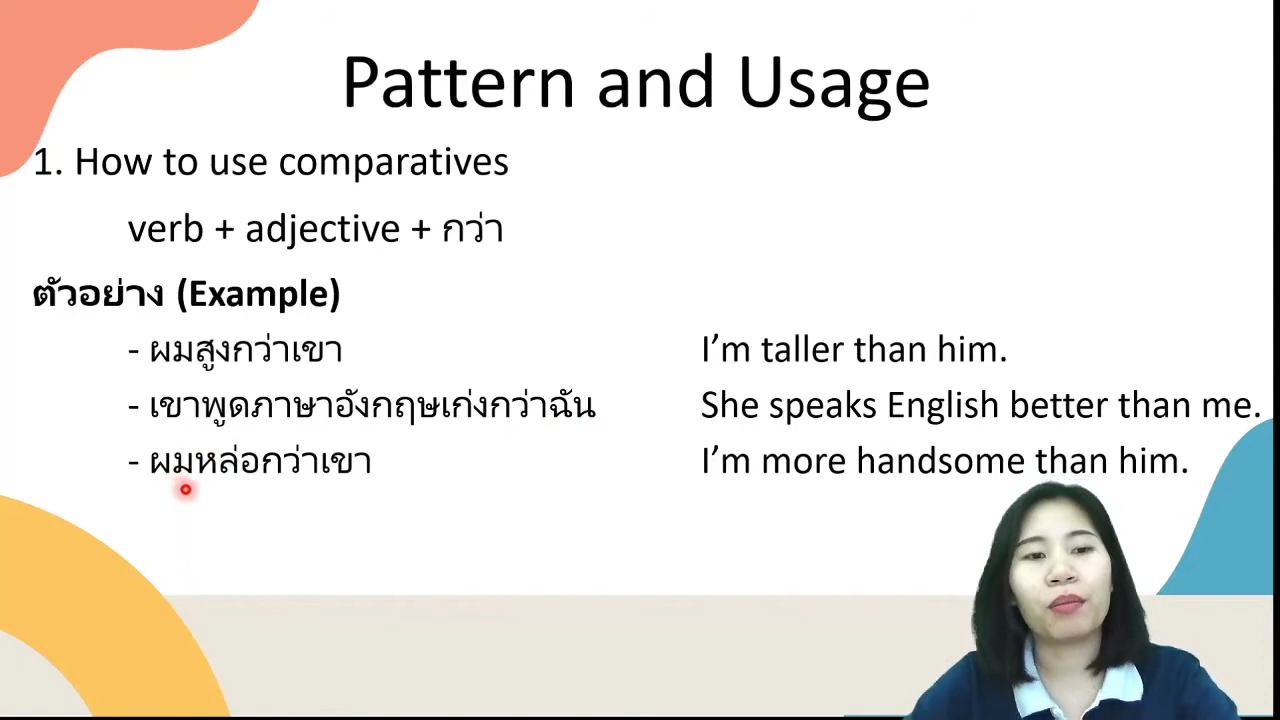 Pattern and Usage
1. How to use comparatives
verb + adjective + กว่า
ตัวอย่าง (Example)
- ผมสูงกว่าเขา I’m taller than him.
- เขาพูดภาษาอังกฤษเก่งกว่าฉัน She speaks English better than me.
- ผมหล่อกว่าเขา I’m more handsome than him.